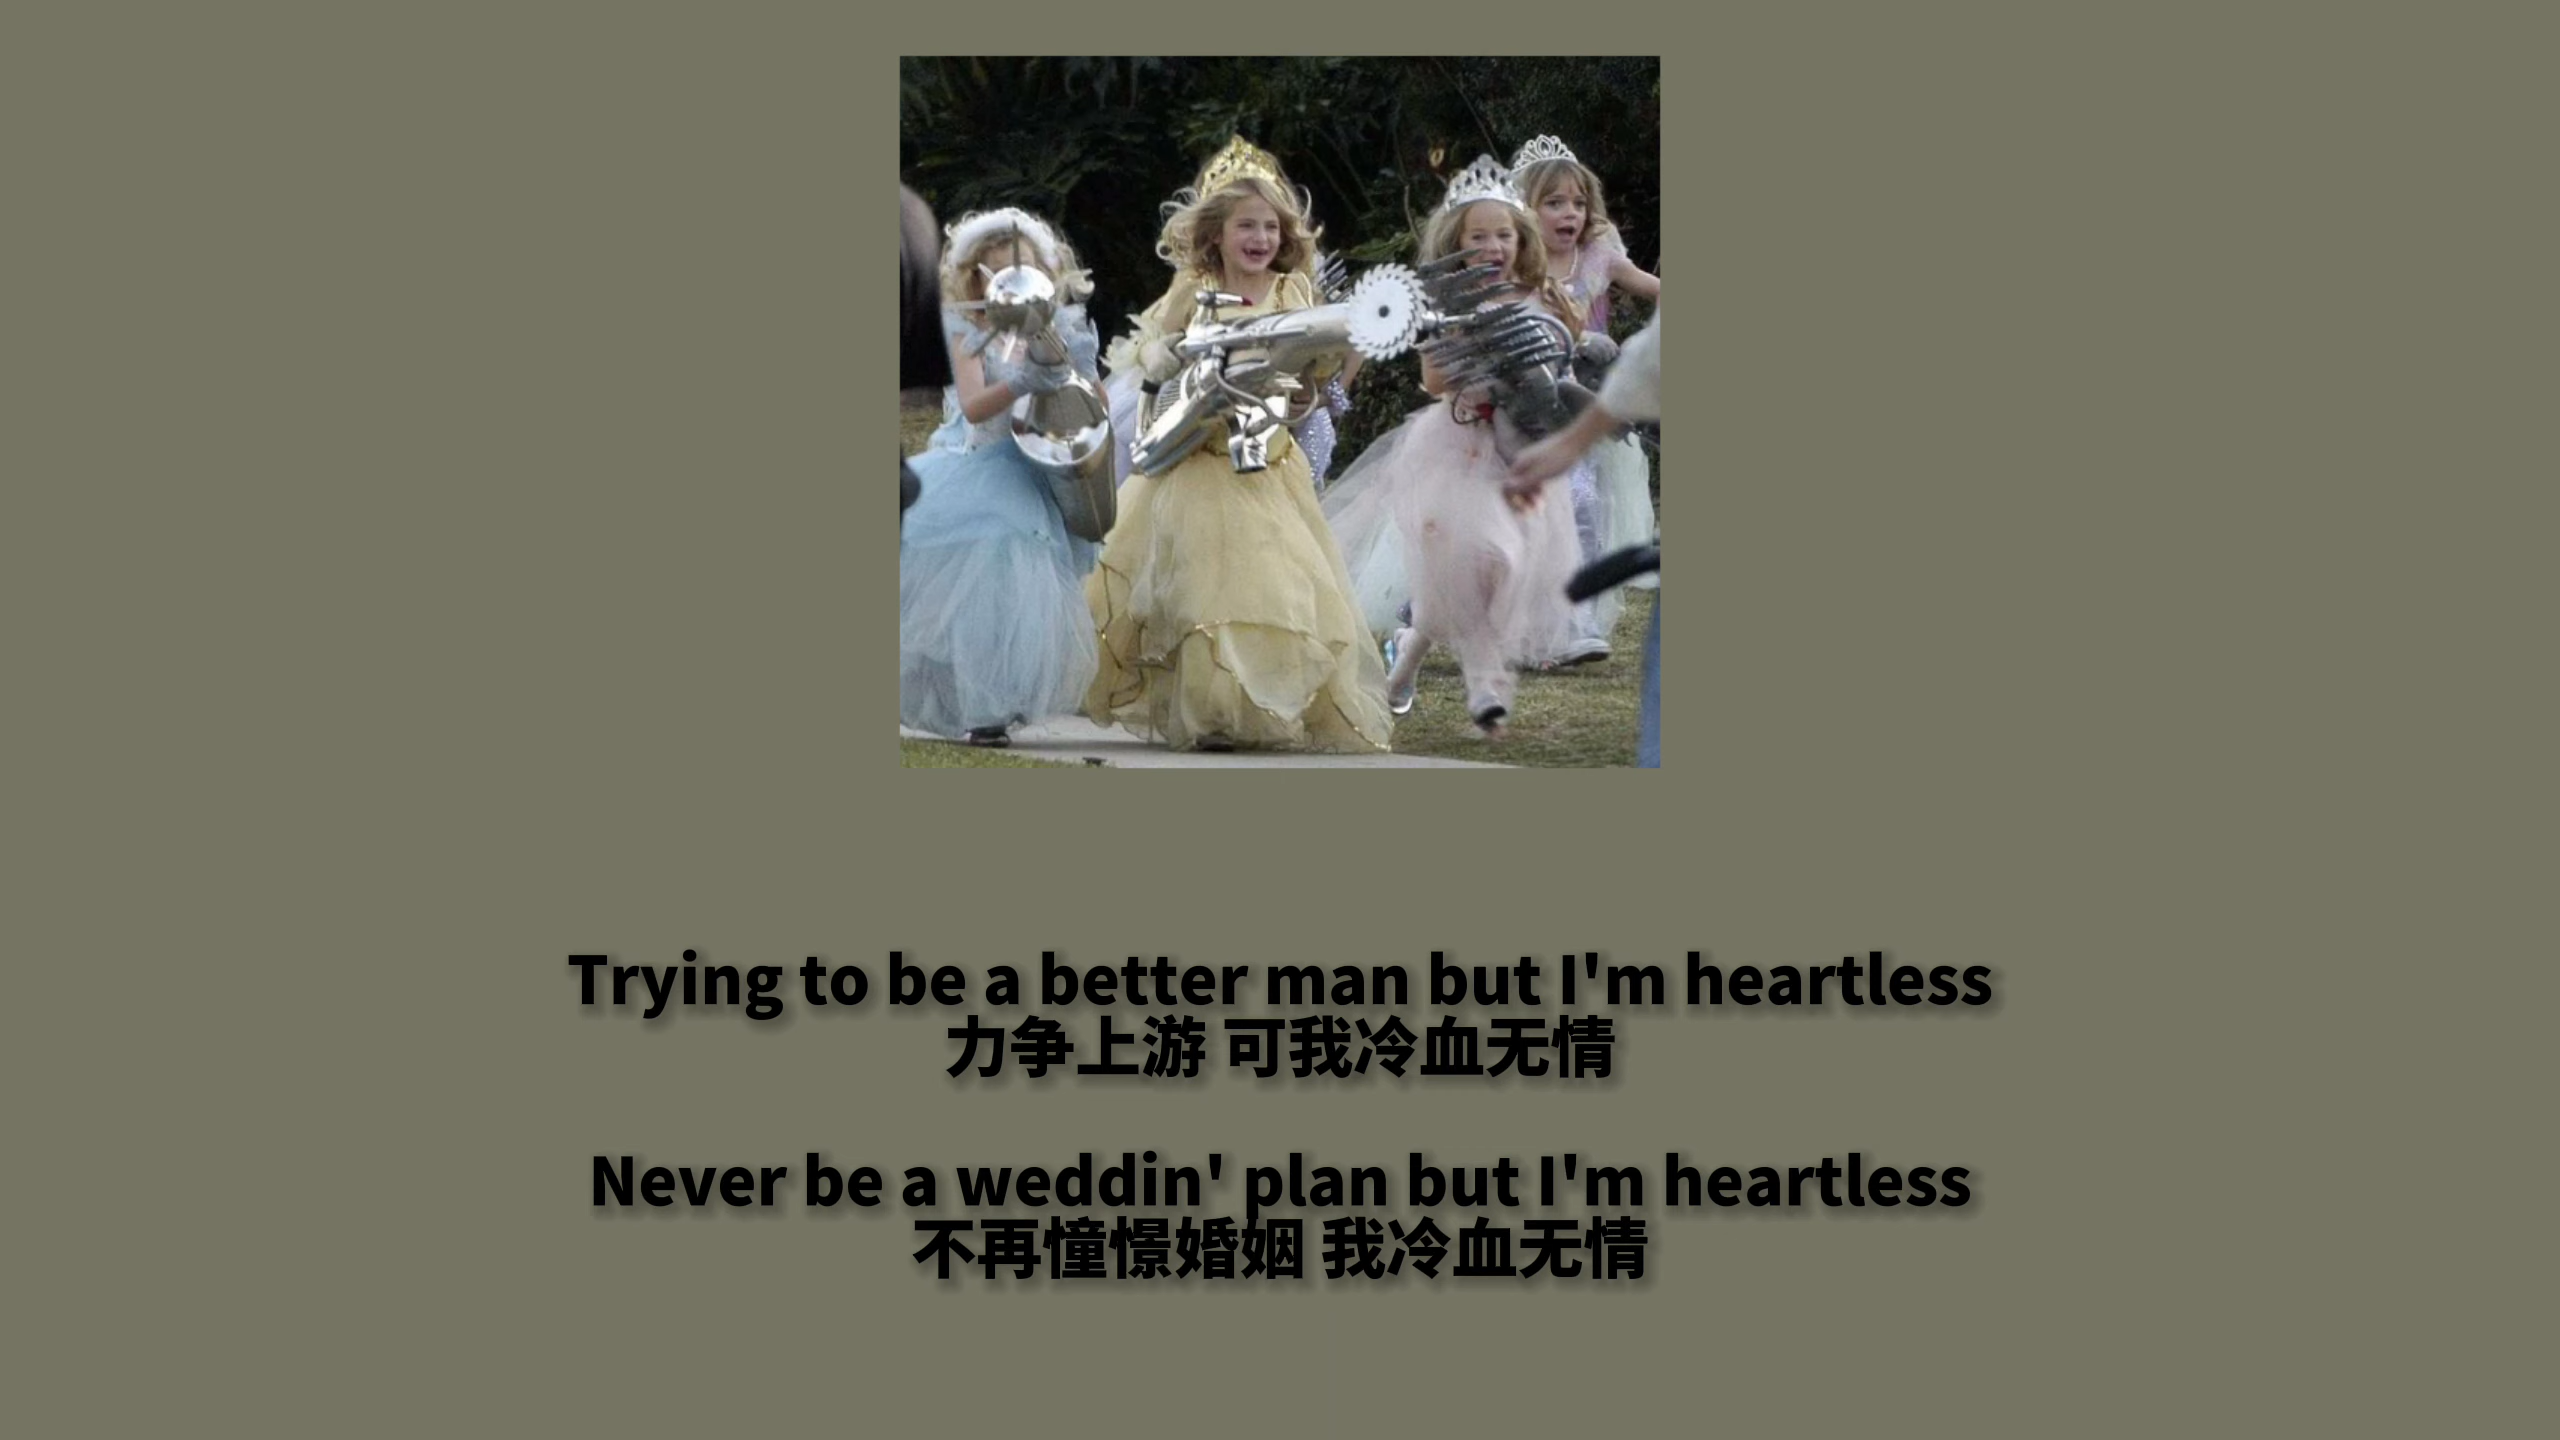 Trying to be a better man but I'm heartless
力争上游 可我冷血无情
Never be a weddin' plan but I'm heartless
不再憧憬婚姻 我冷血无情